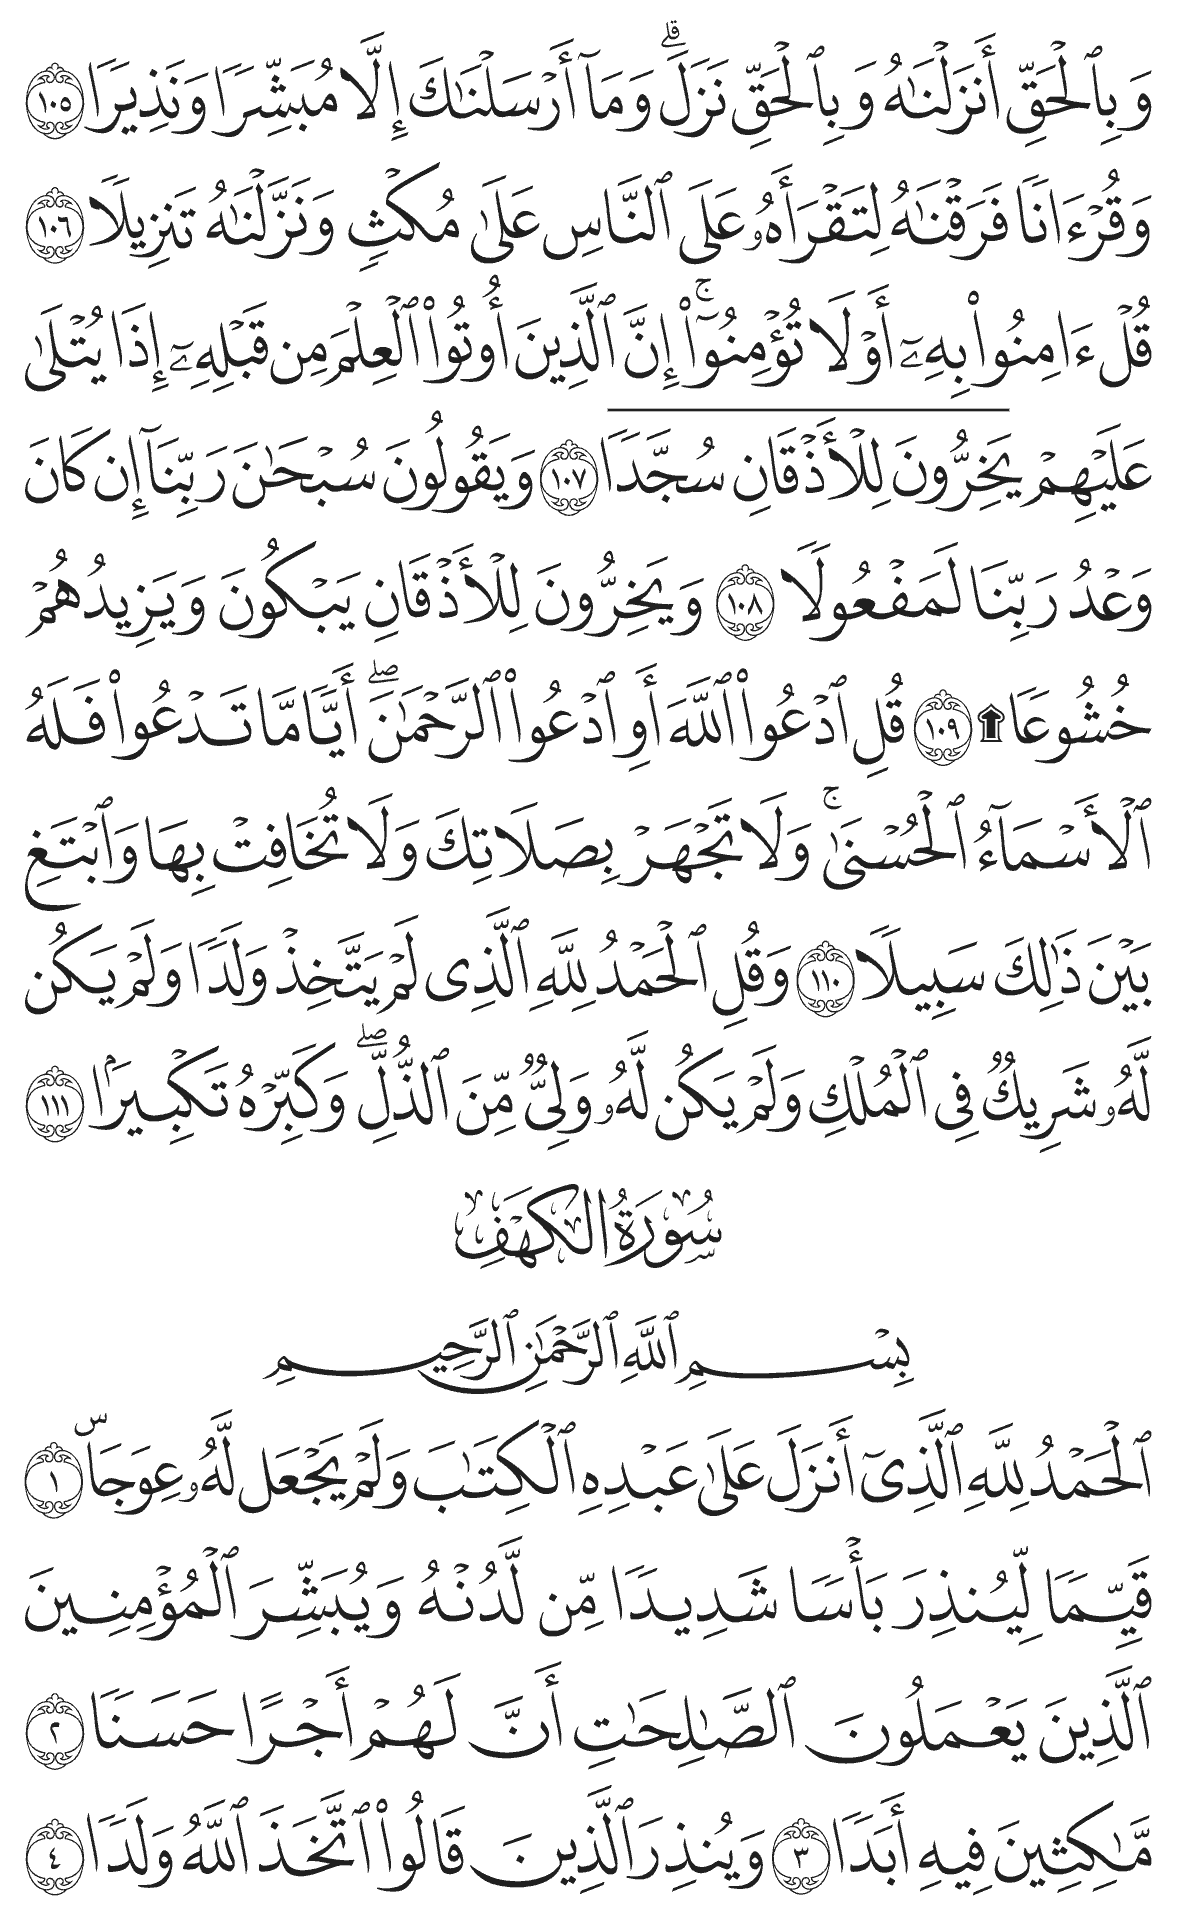 وَبِٱلْحَقِّ أَنزَلْنَٰهُ وَبِٱلْحَقِّ نَزَلَ ۗ وَمَآ أَرْسَلْنَٰكَ إِلَّا مُبَشِّرًا وَنَذِيرًا ١٠٥
وَقُرْءَانًا فَرَقْنَٰهُ لِتَقْرَأَهُۥ عَلَى ٱلنَّاسِ عَلَىٰ مُكْثٍ وَنَزَّلْنَٰهُ تَنزِيلًا ١٠٦
قُلْ ءَامِنُوا۟ بِهِۦٓ أَوْ لَا تُؤْمِنُوٓا۟ ۚ إِنَّ ٱلَّذِينَ أُوتُوا۟ ٱلْعِلْمَ مِن قَبْلِهِۦٓ إِذَا يُتْلَىٰ
عَلَيْهِمْ يَخِرُّونَ لِلْأَذْقَانِ سُجَّدًا ١٠٧ وَيَقُولُونَ سُبْحَٰنَ رَبِّنَآ إِن كَانَ
وَعْدُ رَبِّنَا لَمَفْعُولًا ١٠٨ وَيَخِرُّونَ لِلْأَذْقَانِ يَبْكُونَ وَيَزِيدُهُمْ
خُشُوعًا ۩ ١٠٩ قُلِ ٱدْعُوا۟ ٱللَّهَ أَوِ ٱدْعُوا۟ ٱلرَّحْمَٰنَ ۖ أَيًّا مَّا تَدْعُوا۟ فَلَهُ
ٱلْأَسْمَآءُ ٱلْحُسْنَىٰ ۚ وَلَا تَجْهَرْ بِصَلَاتِكَ وَلَا تُخَافِتْ بِهَا وَٱبْتَغِ
بَيْنَ ذَٰلِكَ سَبِيلًا ١١٠ وَقُلِ ٱلْحَمْدُ لِلَّهِ ٱلَّذِى لَمْ يَتَّخِذْ وَلَدًا وَلَمْ يَكُن
لَّهُۥ شَرِيكٌ فِى ٱلْمُلْكِ وَلَمْ يَكُن لَّهُۥ وَلِىٌّ مِّنَ ٱلذُّلِّ ۖ وَكَبِّرْهُ تَكْبِيرًۢا ١١١
سُورَةُ الكَهْفِ
بِسْمِ ٱللَّهِ ٱلرَّحْمَٰنِ ٱلرَّحِيمِ
ٱلْحَمْدُ لِلَّهِ ٱلَّذِىٓ أَنزَلَ عَلَىٰ عَبْدِهِ ٱلْكِتَٰبَ وَلَمْ يَجْعَل لَّهُۥ عِوَجَا ۜ ١
قَيِّمًا لِّيُنذِرَ بَأْسًا شَدِيدًا مِّن لَّدُنْهُ وَيُبَشِّرَ ٱلْمُؤْمِنِينَ
ٱلَّذِينَ يَعْمَلُونَ ٱلصَّٰلِحَٰتِ أَنَّ لَهُمْ أَجْرًا حَسَنًا ٢
مَّٰكِثِينَ فِيهِ أَبَدًا ٣ وَيُنذِرَ ٱلَّذِينَ قَالُوا۟ ٱتَّخَذَ ٱللَّهُ وَلَدًا ٤